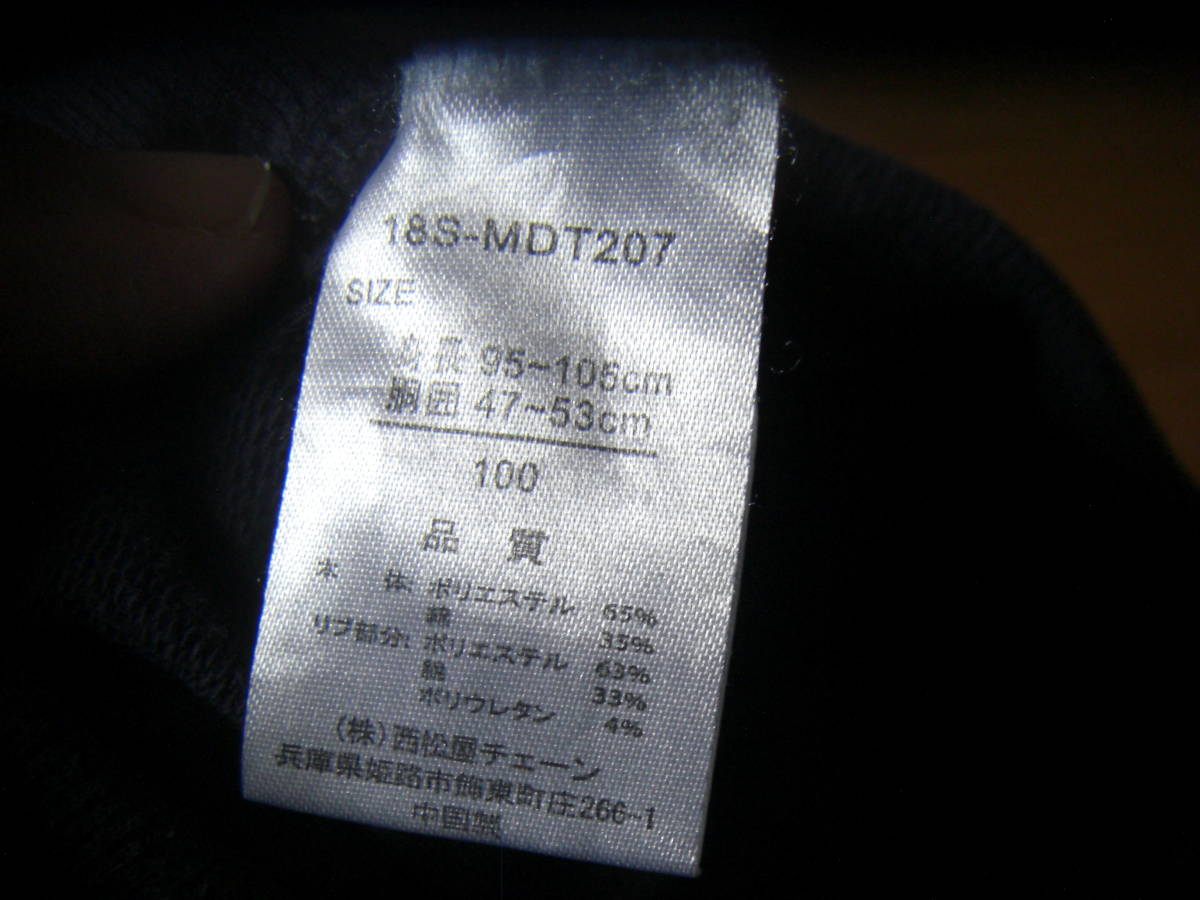 18S-MDT207
SIZE
身長 95~106cm
胴囲 47~53cm
100
品 質
本 体: ポリエステル 65%
綿 35%
リブ部分: ポリエステル 63%
綿 33%
ポリウレタン 4%
(株)西松屋チェーン
兵庫県姫路市飾東町庄266-1
中国製